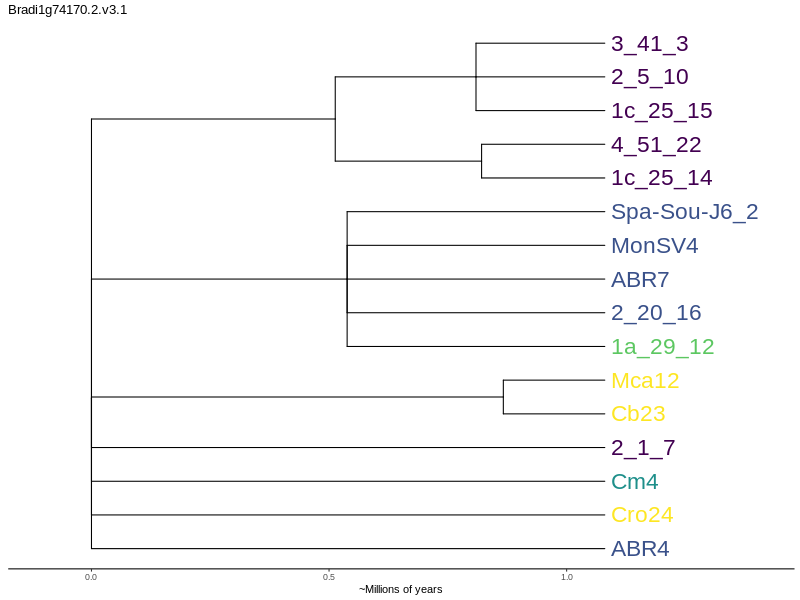 Bradi1g74170.2.v3.1
3_41_3
2_5_10
1c_25_15
4_51_22
1c_25_14
Spa-Sou-J6_2
MonSV4
ABR7
2_20_16
1a_29_12
Mca12
Cb23
2_1_7
Cm4
Cro24
ABR4
0.0 0.5 1.0
~Millions of years